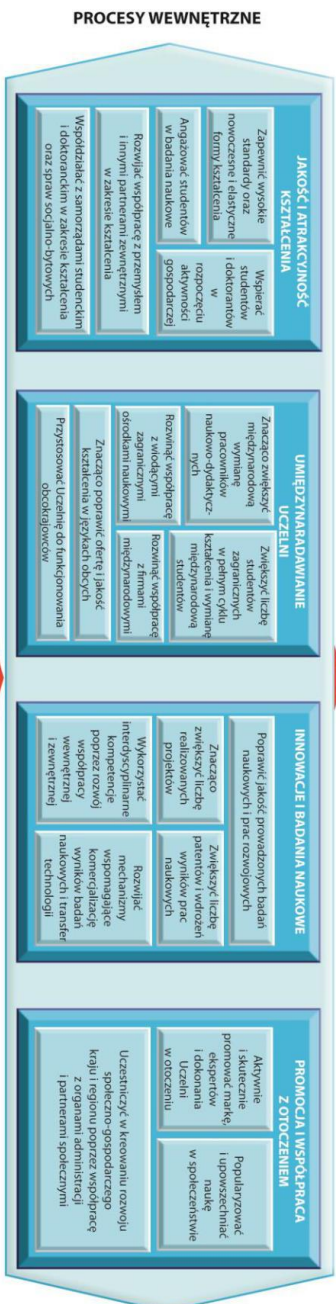 PROCESY WEWNĘTRZNE
JAKOŚĆ I ATRAKCYJNOŚĆ
KSZTAŁCENIA
Zapewnić wysokie
standardy oraz
nowoczesne i elastyczne
formy kształcenia
Angażować studentów
w badania naukowe
Wspierać
studentów
i doktorantów
w
rozpoczęciu
aktywności
gospodarczej
Rozwijać współpracę z przemysłem
i innymi partnerami zewnętrznymi
w zakresie kształcenia
Współdziałać z samorządami studenckim
i doktoranckim w zakresie kształcenia
oraz spraw socjalno-bytowych
UMIĘDZYNARADAWIANIE
UCZELNI
Znacząco zwiększyć
międzynarodową
wymianę
pracowników
naukowo-dydaktycz-
nych
Zwiększyć liczbę
studentów
zagranicznych
w pełnym cyklu
kształcenia i wymianę
międzynarodową
studentów
Rozwinąć współpracę
z wiodącymi
zagranicznymi
ośrodkami naukowymi
Rozwinąć współpracę
z firmami
międzynarodowymi
Znacząco poprawić ofertę i jakość
kształcenia w językach obcych
Przystosować Uczelnię do funkcjonowania
obcokrajowców
INNOWACJE I BADANIA NAUKOWE
Poprawić jakość prowadzonych badań
naukowych i prac rozwojowych
Znacząco
zwiększyć liczbę
realizowanych
projektów
Zwiększyć liczbę
patentów i wdrożeń
wyników prac
naukowych
Wykorzystać
interdyscyplinarne
kompetencje
poprzez rozwój
współpracy
wewnętrznej
i zewnętrznej
Rozwijać
mechanizmy
wspomagające
komercjalizację
wyników badań
naukowych i transfer
technologii
PROMOCJA I WSPÓŁPRACA
Z OTOCZENIEM
Aktywnie
i skutecznie
promować markę,
ekspertów
i dokonania
Uczelni
w otoczeniu
Popularyzować
i upowszechniać
naukę
w społeczeństwie
Uczestniczyć w kreowaniu rozwoju
społeczno-gospodarczego
kraju i regionu poprzez współpracę
z organami administracji
i partnerami społecznymi